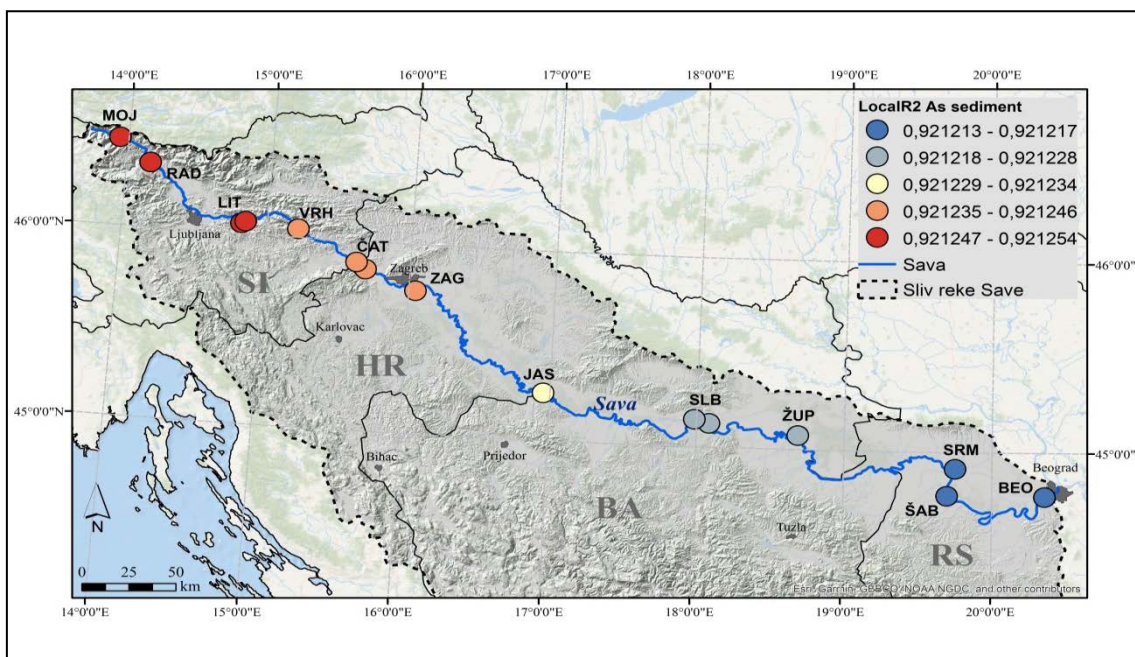 14°0'0"E 15°0'0"E 16°0'0"E 17°0'0"E 18°0'0"E 19°0'0"E 20°0'0"E
LocalR2 As sediment
0,921213 - 0,921217
0,921218 - 0,921228
0,921229 - 0,921234
0,921235 - 0,921246
0,921247 - 0,921254
Sava
Sliv reke Save
MOJ
RAD
LIT
VRH
46°0'0"N
Ljubljana
ČAT
46°0'0"N
Zagreb
ZAG
SI
Karlovac
HR
JAS
Sava
SLB
45°0'0"N
ŽUP
Bihac
Prijedor
SRM
45°0'0"N
Beograd
BEO
ŠAB
BA
Tuzla
RS
N
0 25 50
km
Esri, Garmin, GEBCO, NOAA NGDC, and other contributors
14°0'0"E 15°0'0"E 16°0'0"E 17°0'0"E 18°0'0"E 19°0'0"E 20°0'0"E